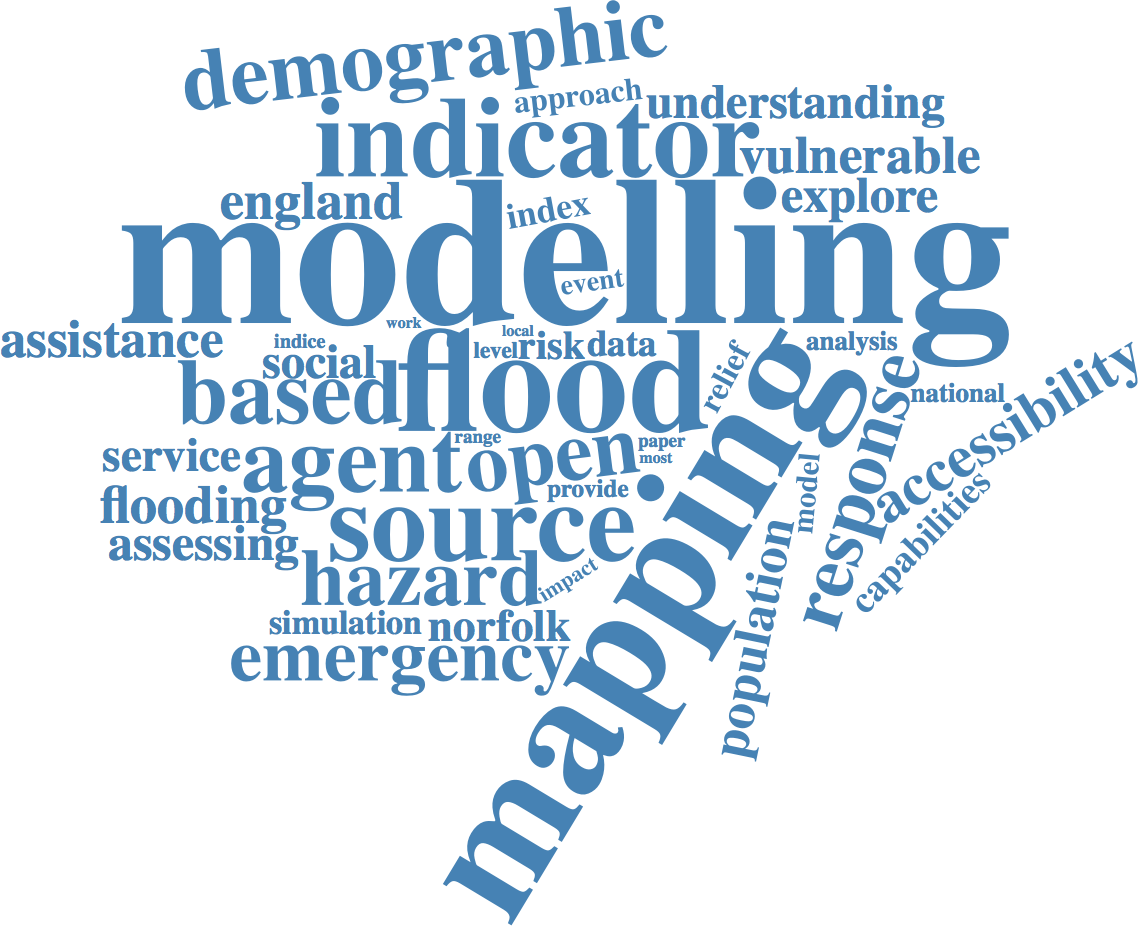 demographic
approach
understanding
indicator
vulnerable
england
index
explore
modelling
event
work
local
assistance
indice
level
risk
data
analysis
social
relief
based
flood
national
response
accessibility
mapping
service
agent
range
open
paper
most
model
capabilities
flooding
provide
source
assessing
hazard
impact
population
simulation
norfolk
emergency